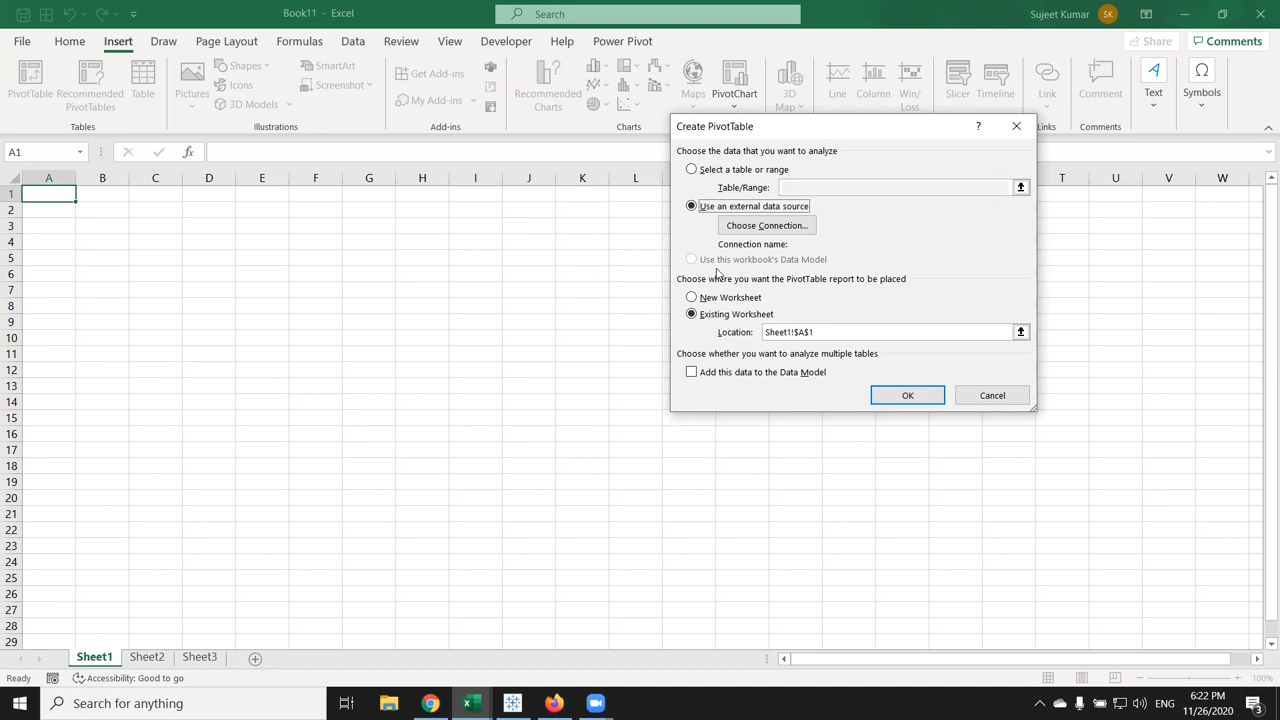 Book11 - Excel
Search
Sujeet Kumar
SK
File
Home
Insert
Draw
Page Layout
Formulas
Data
Review
View
Developer
Help
Power Pivot
Share
Comments
PivotTable
Recommended
PivotTables
Table
Tables
Pictures
Shapes
Icons
3D Models
SmartArt
Screenshot
Illustrations
Get Add-ins
My Add-ins
Add-ins
Recommended
Charts
Maps
PivotChart
Charts
3D
Map
Line
Column
Win/
Loss
Slicer
Timeline
Link
Links
Comment
Comments
Text
Symbols
A1
fx
A B C D E F G H I J K L T U V W
1
2
3
4
5
6
7
8
9
10
11
12
13
14
15
16
17
18
19
20
21
22
23
24
25
26
27
28
29
Create PivotTable
?
Choose the data that you want to analyze
Select a table or range
Table/Range:
Use an external data source
Choose Connection...
Connection name:
Use this workbook's Data Model
Choose where you want the PivotTable report to be placed
New Worksheet
Existing Worksheet
Location: Sheet1!$A$1
Choose whether you want to analyze multiple tables
Add this data to the Data Model
OK
Cancel
Sheet1
Sheet2
Sheet3
Ready
Accessibility: Good to go
100%
Search for anything
ENG
6:22 PM
11/26/2020
3